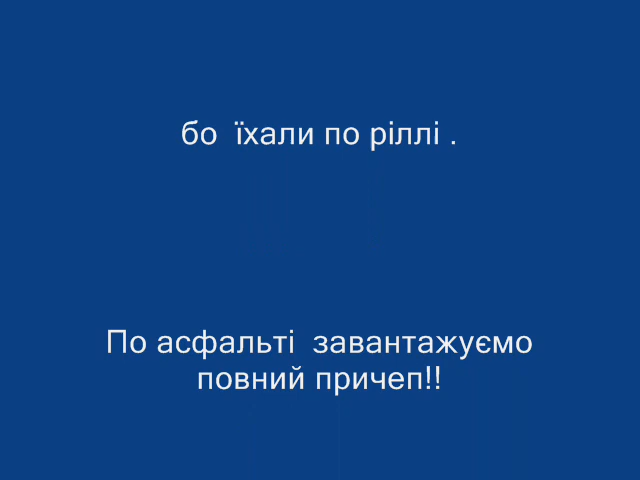 бо  їхали по ріллі .
По асфальті  завантажуємо
повний причеп!!